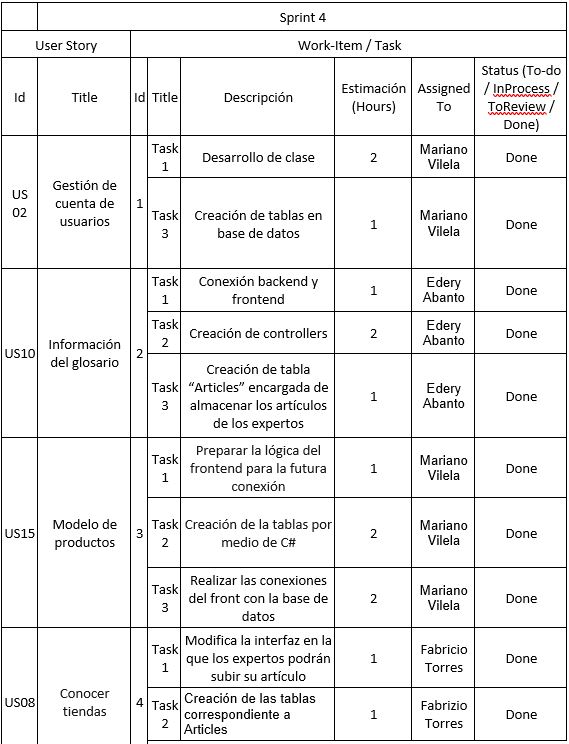 Sprint 4
User Story
Work-Item / Task
Id
Title
Id
Title
Descripción
Estimación
(Hours)
Assigned
To
Status (To-do
/ InProcess /
ToReview /
Done)
US
02
Gestión de
cuenta de
usuarios
1
Task
1
Desarrollo de clase
2
Mariano
Vilela
Done
Task
3
Creación de tablas en
base de datos
1
Mariano
Vilela
Done
US10
Información
del glosario
2
Task
1
Conexión backend y
frontend
1
Edery
Abanto
Done
Task
2
Creación de controllers
2
Edery
Abanto
Done
Task
3
Creación de tabla
“Articles” encargada de
almacenar los artículos
de los expertos
1
Edery
Abanto
Done
US15
Modelo de
productos
3
Task
1
Preparar la lógica del
frontend para la futura
conexión
1
Mariano
Vilela
Done
Task
2
Creación de la tablas por
medio de C#
2
Mariano
Vilela
Done
Task
3
Realizar las conexiones
del front con la base de
datos
2
Mariano
Vilela
Done
US08
Conocer
tiendas
4
Task
1
Modifica la interfaz en la
que los expertos podrán
subir su artículo
1
Fabricio
Torres
Done
Task
2
Creación de las tablas
correspondiente a
Articles
1
Fabrizio
Torres
Done